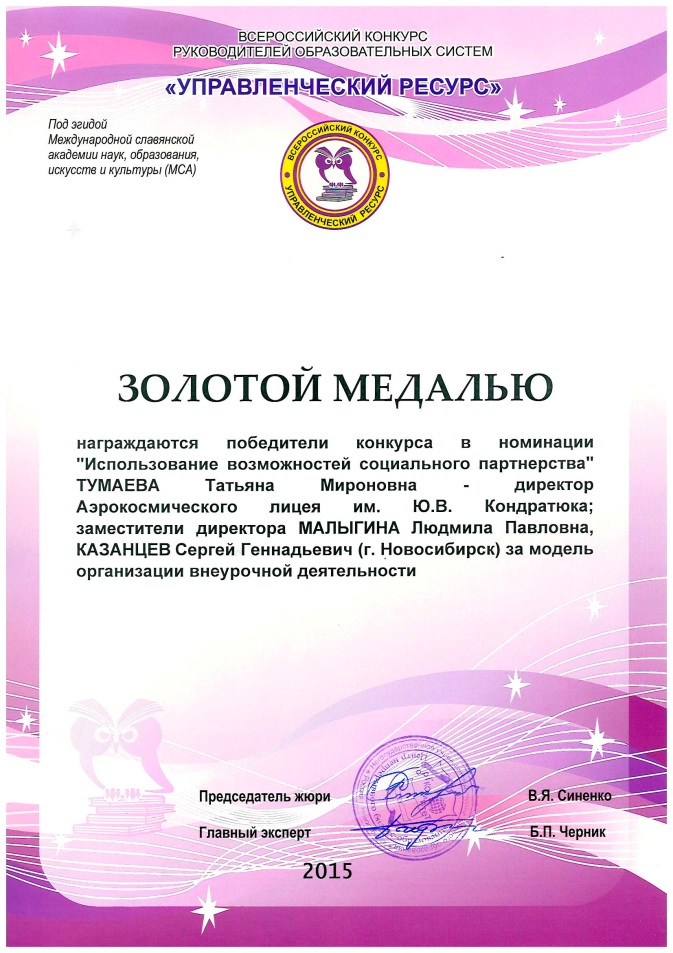 ВСЕРОССИЙСКИЙ КОНКУРС
РУКОВОДИТЕЛЕЙ ОБРАЗОВАТЕЛЬНЫХ СИСТЕМ
«УПРАВЛЕНЧЕСКИЙ РЕСУРС»
Под эгидой
Международной славянской
академии наук, образования,
искусств и культуры (МСА)
ВСЕРОССИЙСКИЙ КОНКУРС
УПРАВЛЕНЧЕСКИЙ РЕСУРС
ЗОЛОТОЙ МЕДАЛЬЮ
награждаются победители конкурса в номинации
"Использование возможностей социального партнерства"
ТУМАЕВА Татьяна Мироновна - директор
Аэрокосмического лицея им. Ю.В. Кондратюка;
заместители директора МАЛЫГИНА Людмила Павловна,
КАЗАНЦЕВ Сергей Геннадьевич (г. Новосибирск) за модель
организации внеурочной деятельности
Председатель жюри В.Я. Синенко
Главный эксперт Б.П. Черник
2015